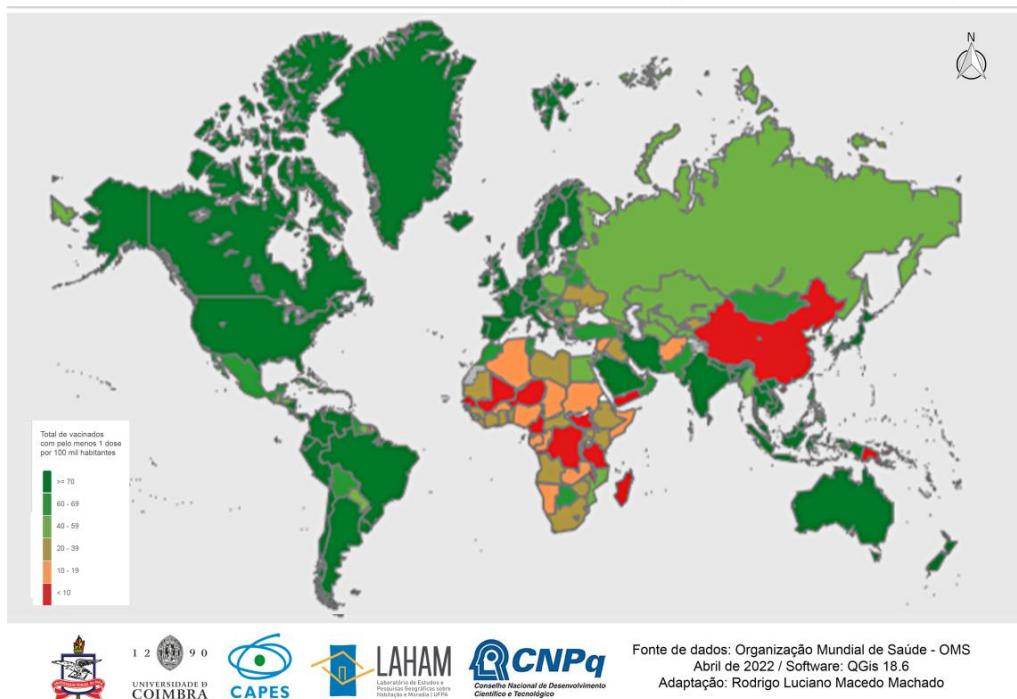 N
Total de vacinados
com pelo menos 1 dose
por 100 mil habitantes
>= 70
60 - 69
40 - 59
20 - 39
10 - 19
< 10
1 2 9 0
UNIVERSIDADE D
COIMBRA
CAPES
LAHAM
Laboratório de Estudos e
Pesquisas Geográficas sobre
Habitação e Moradia | UFPA
CNPq
Conselho Nacional de Desenvolvimento
Científico e Tecnológico
Fonte de dados: Organização Mundial de Saúde - OMS
Abril de 2022 / Software: QGis 18.6
Adaptação: Rodrigo Luciano Macedo Machado